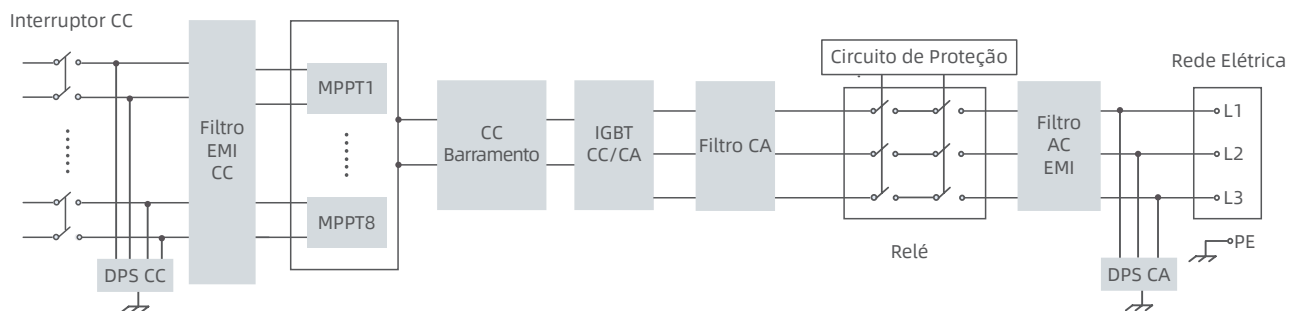 Interruptor CC
Filtro
EMI
CC
DPS CC
MPPT1
MPPT8
CC
Barramento
IGBT
CC/CA
Filtro CA
Circuito de Proteção
Relé
Filtro
AC
EMI
DPS CA
Rede Elétrica
L1
L2
L3
PE